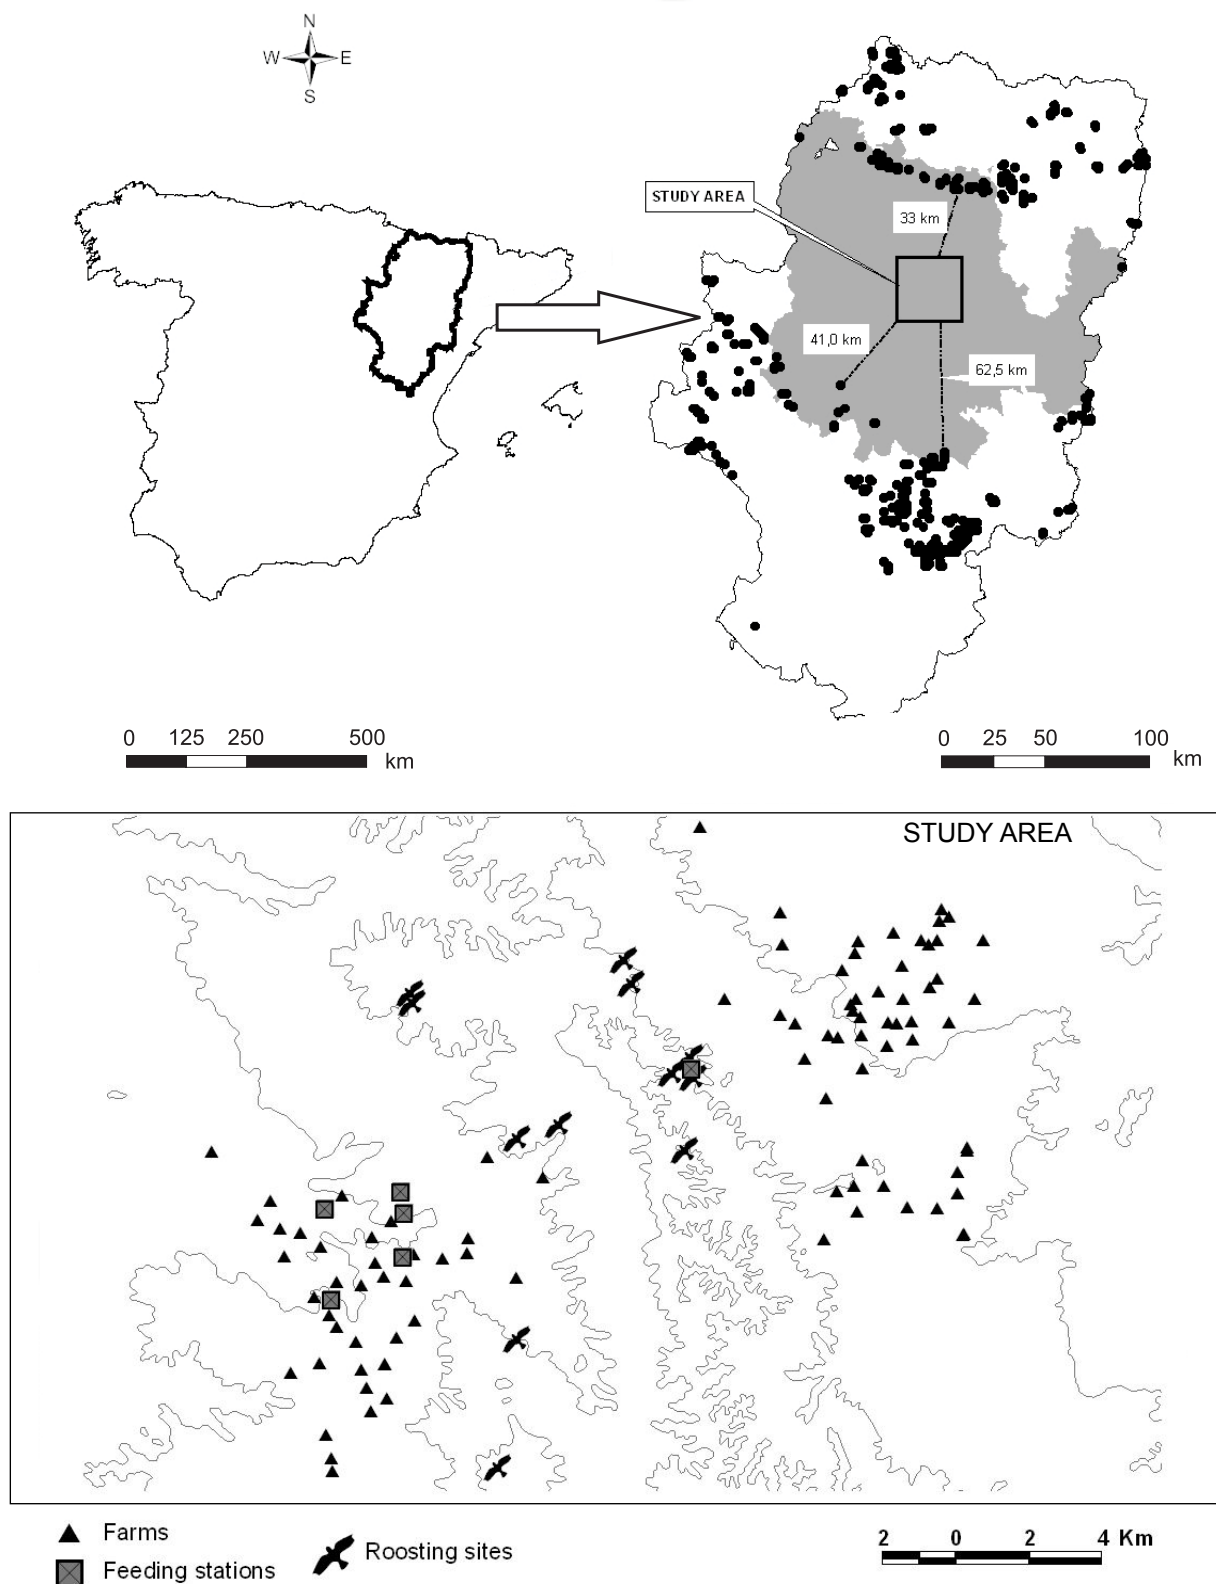 N
W E
S
STUDY AREA
33 km
41,0 km
62,5 km
0 125 250 500
km
0 25 50 100
km
STUDY AREA
Farms
Feeding stations
Roosting sites
2 0 2 4 Km